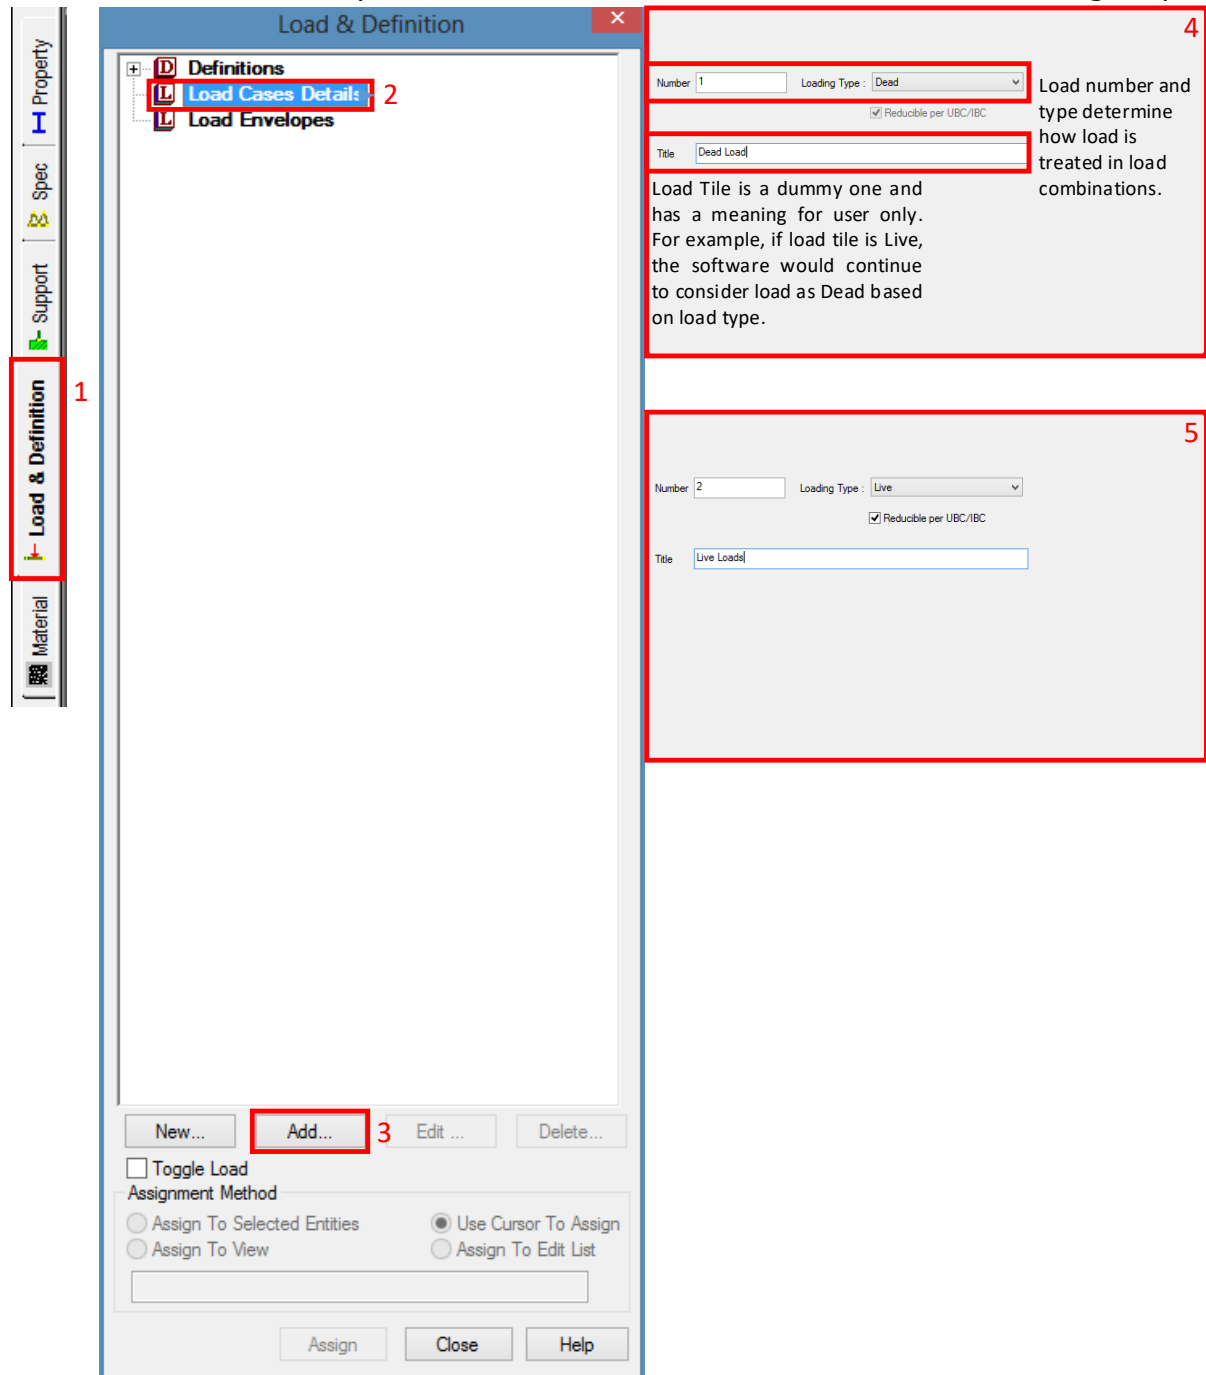 Property
Spec
Support
Load & Definition
Material
1
Load & Definition
Definitions
Load Cases Details
2
Load Envelopes
New...
Add...
3
Edit ...
Delete...
Toggle Load
Assignment Method
Assign To Selected Entities
Use Cursor To Assign
Assign To View
Assign To Edit List
Assign
Close
Help
4
Number 1 Loading Type : Dead
Reducible per UBC/IBC
Title Dead Load
Load number and
type determine
how load is
treated in load
combinations.
Load Tile is a dummy one and
has a meaning for user only.
For example, if load tile is Live,
the software would continue
to consider load as Dead based
on load type.
5
Number 2 Loading Type : Live
Reducible per UBC/IBC
Title Live Loads